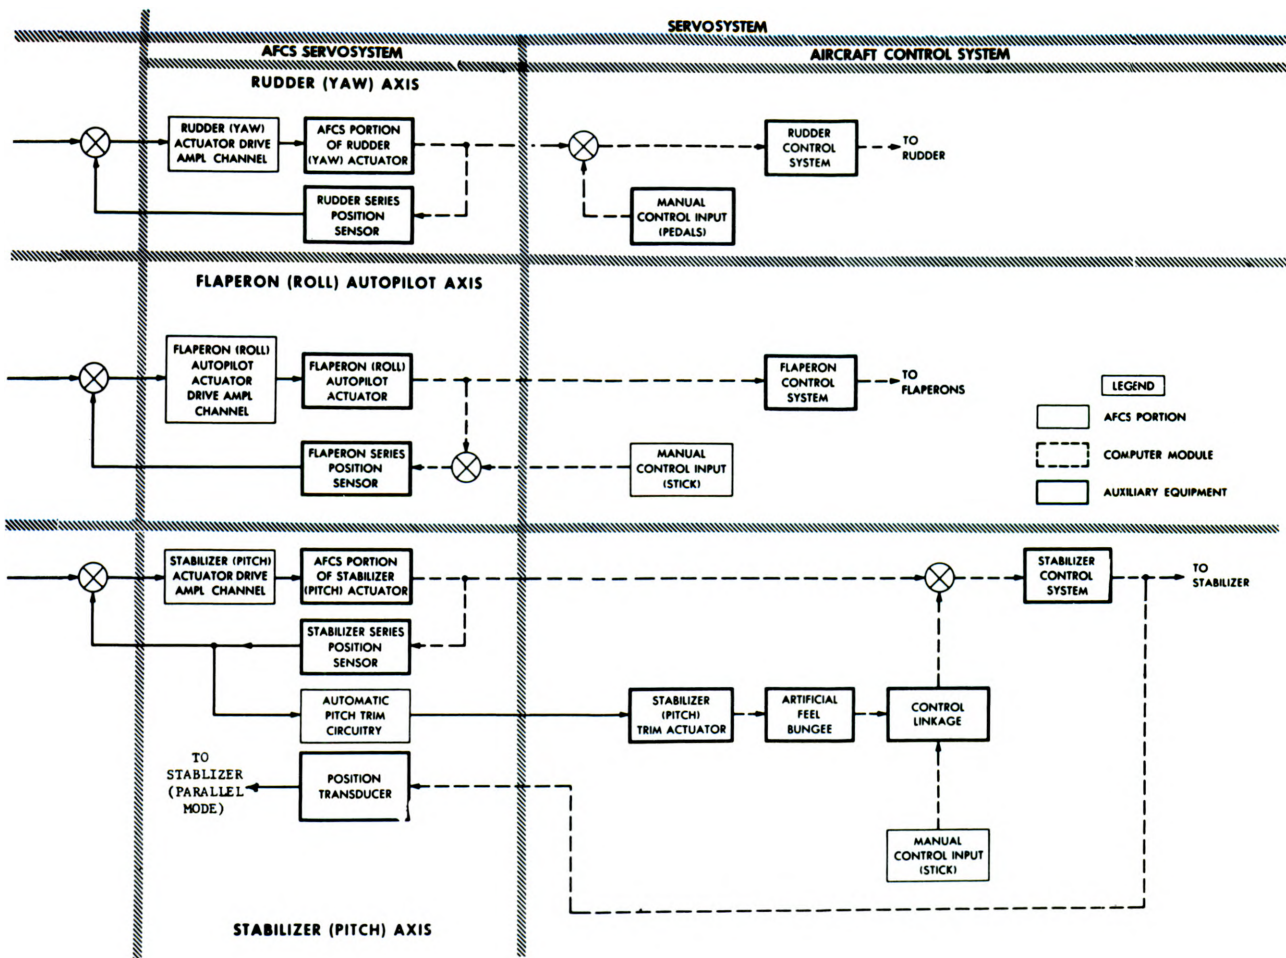 SERVOSYSTEM
AFCS SERVOSYSTEM
AIRCRAFT CONTROL SYSTEM
RUDDER (YAW) AXIS
RUDDER (YAW)
ACTUATOR DRIVE
AMPL CHANNEL
AFCS PORTION
OF RUDDER
(YAW) ACTUATOR
RUDDER
CONTROL
SYSTEM
TO
RUDDER
RUDDER SERIES
POSITION
SENSOR
MANUAL
CONTROL INPUT
(PEDALS)
FLAPERON (ROLL) AUTOPILOT AXIS
FLAPERON (ROLL)
AUTOPILOT
ACTUATOR
DRIVE AMPL
CHANNEL
FLAPERON (ROLL)
AUTOPILOT
ACTUATOR
FLAPERON
CONTROL
SYSTEM
TO
FLAPERONS
FLAPERON SERIES
POSITION
SENSOR
MANUAL
CONTROL INPUT
(STICK)
LEGEND
AFCS PORTION
COMPUTER MODULE
AUXILIARY EQUIPMENT
STABILIZER (PITCH)
ACTUATOR DRIVE
AMPL CHANNEL
AFCS PORTION
OF STABILIZER
(PITCH) ACTUATOR
STABILIZER
CONTROL
SYSTEM
TO
STABILIZER
STABILIZER SERIES
POSITION
SENSOR
AUTOMATIC
PITCH TRIM
CIRCUITRY
STABILIZER
(PITCH)
TRIM ACTUATOR
ARTIFICIAL
FEEL
BUNGEE
CONTROL
LINKAGE
TO
STABLIZER
(PARALLEL
MODE)
POSITION
TRANSDUCER
MANUAL
CONTROL INPUT
(STICK)
STABILIZER (PITCH) AXIS